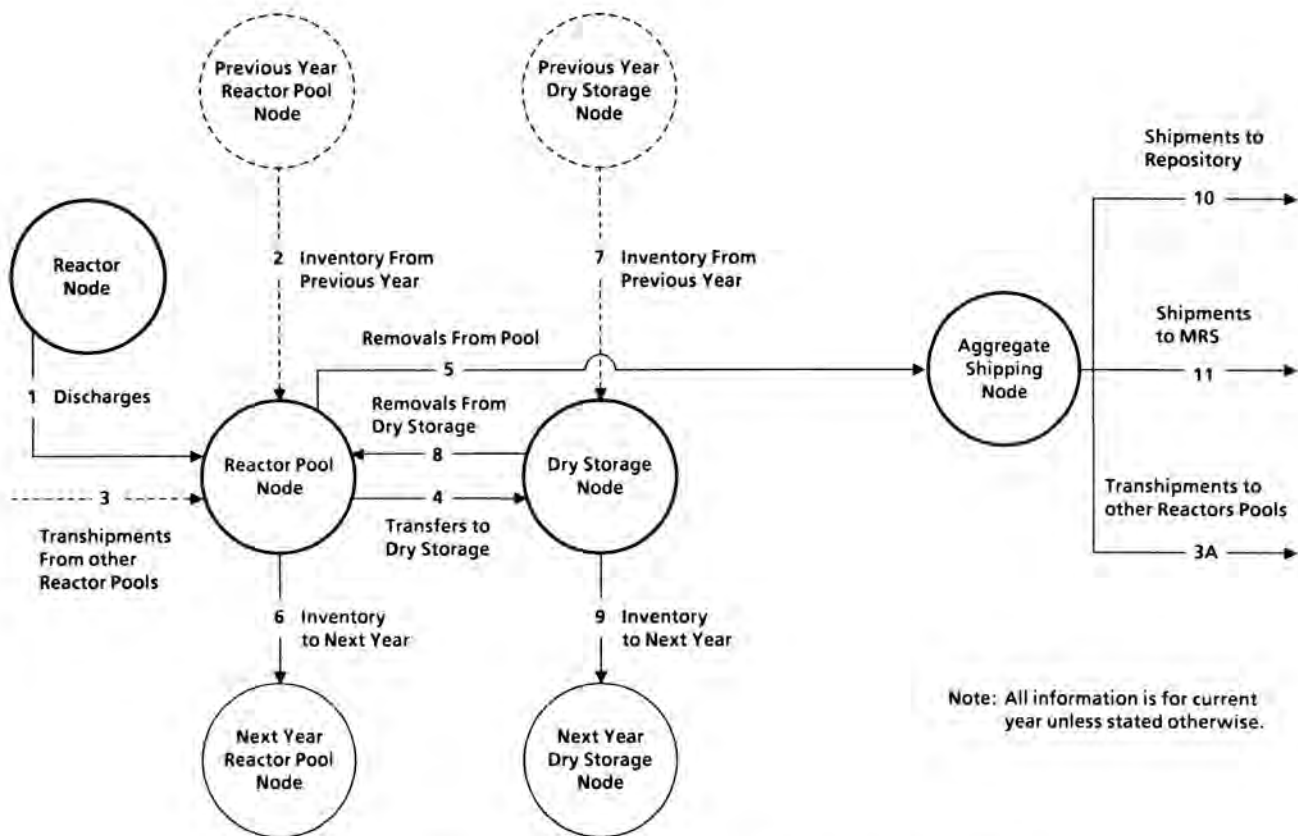 Previous Year
Reactor Pool
Node
Previous Year
Dry Storage
Node
Shipments to
Repository
10
Reactor
Node
2 Inventory From
Previous Year
7 Inventory From
Previous Year
Removals From Pool
5
Aggregate
Shipping
Node
Shipments
to MRS
11
1 Discharges
Removals From
Dry Storage
8
Reactor Pool
Node
Dry Storage
Node
4
Transfers to
Dry Storage
3
Transhipments
From other
Reactor Pools
Transhipments to
other Reactors Pools
3A
6 Inventory
to Next Year
9 Inventory
to Next Year
Next Year
Reactor Pool
Node
Next Year
Dry Storage
Node
Note: All information is for current
year unless stated otherwise.